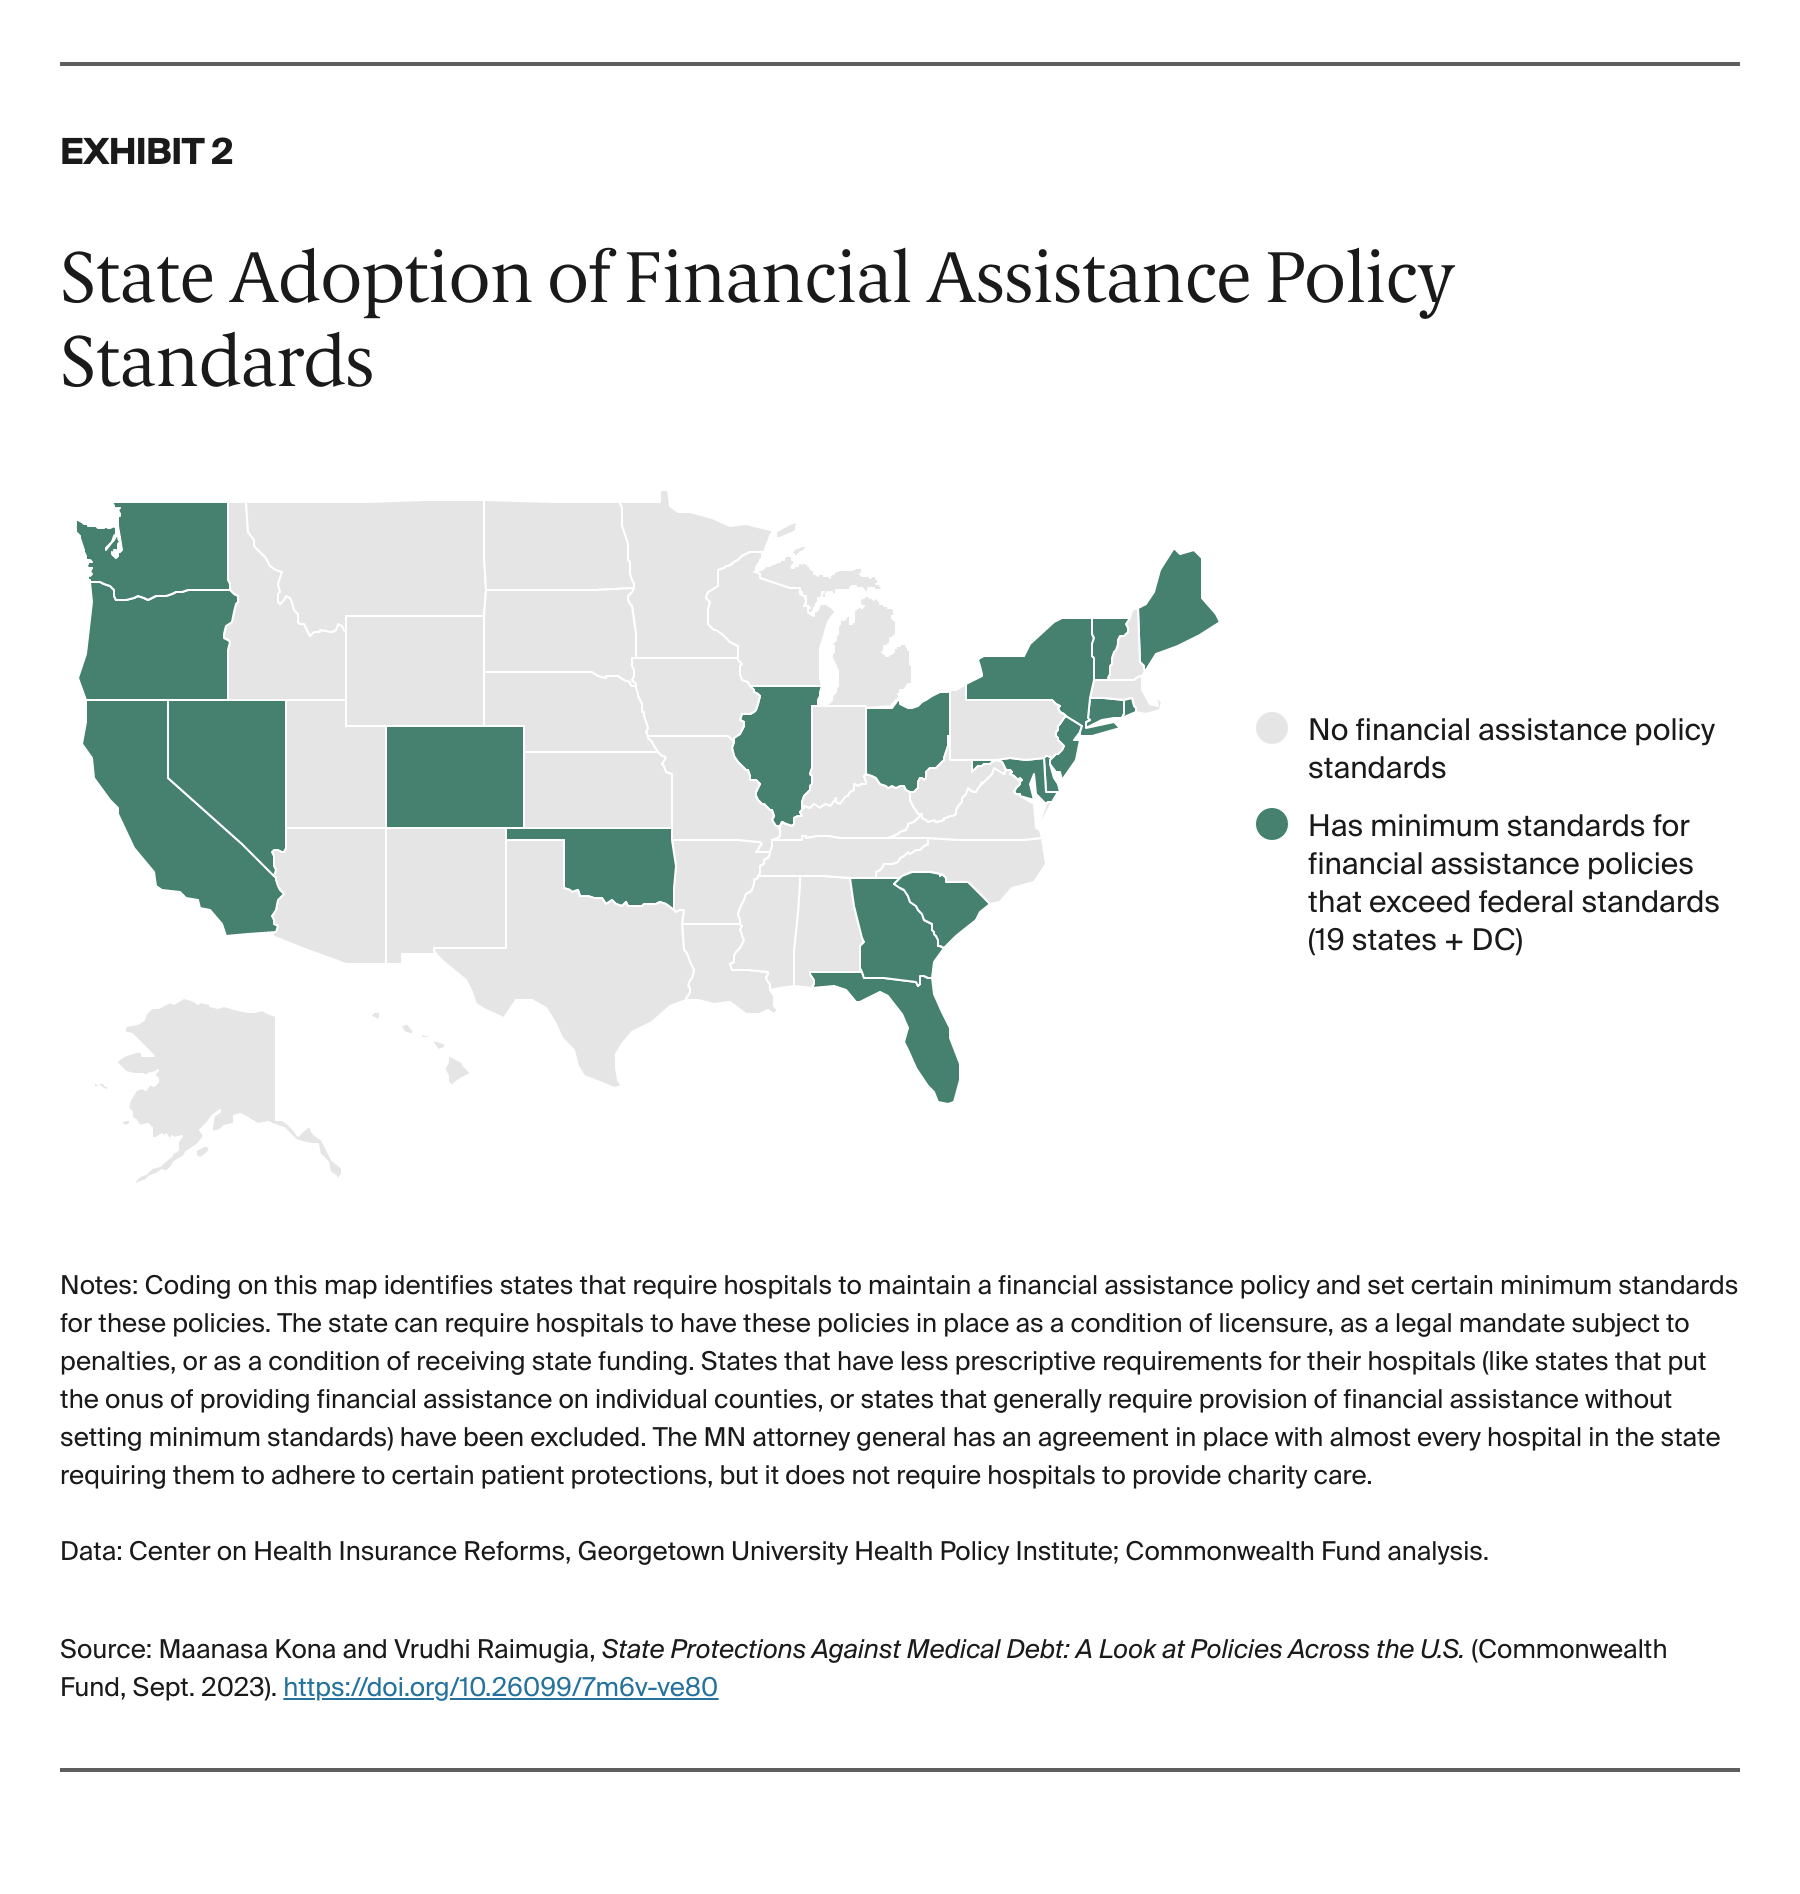 EXHIBIT 2
State Adoption of Financial Assistance Policy
Standards
No financial assistance policy
standards
Has minimum standards for
financial assistance policies
that exceed federal standards
(19 states + DC)
Notes: Coding on this map identifies states that require hospitals to maintain a financial assistance policy and set certain minimum standards
for these policies. The state can require hospitals to have these policies in place as a condition of licensure, as a legal mandate subject to
penalties, or as a condition of receiving state funding. States that have less prescriptive requirements for their hospitals (like states that put
the onus of providing financial assistance on individual counties, or states that generally require provision of financial assistance without
setting minimum standards) have been excluded. The MN attorney general has an agreement in place with almost every hospital in the state
requiring them to adhere to certain patient protections, but it does not require hospitals to provide charity care.
Data: Center on Health Insurance Reforms, Georgetown University Health Policy Institute; Commonwealth Fund analysis.
Source: Maanasa Kona and Vrudhi Raimugia, State Protections Against Medical Debt: A Look at Policies Across the U.S. (Commonwealth
Fund, Sept. 2023). https://doi.org/10.26099/7m6v-ve80